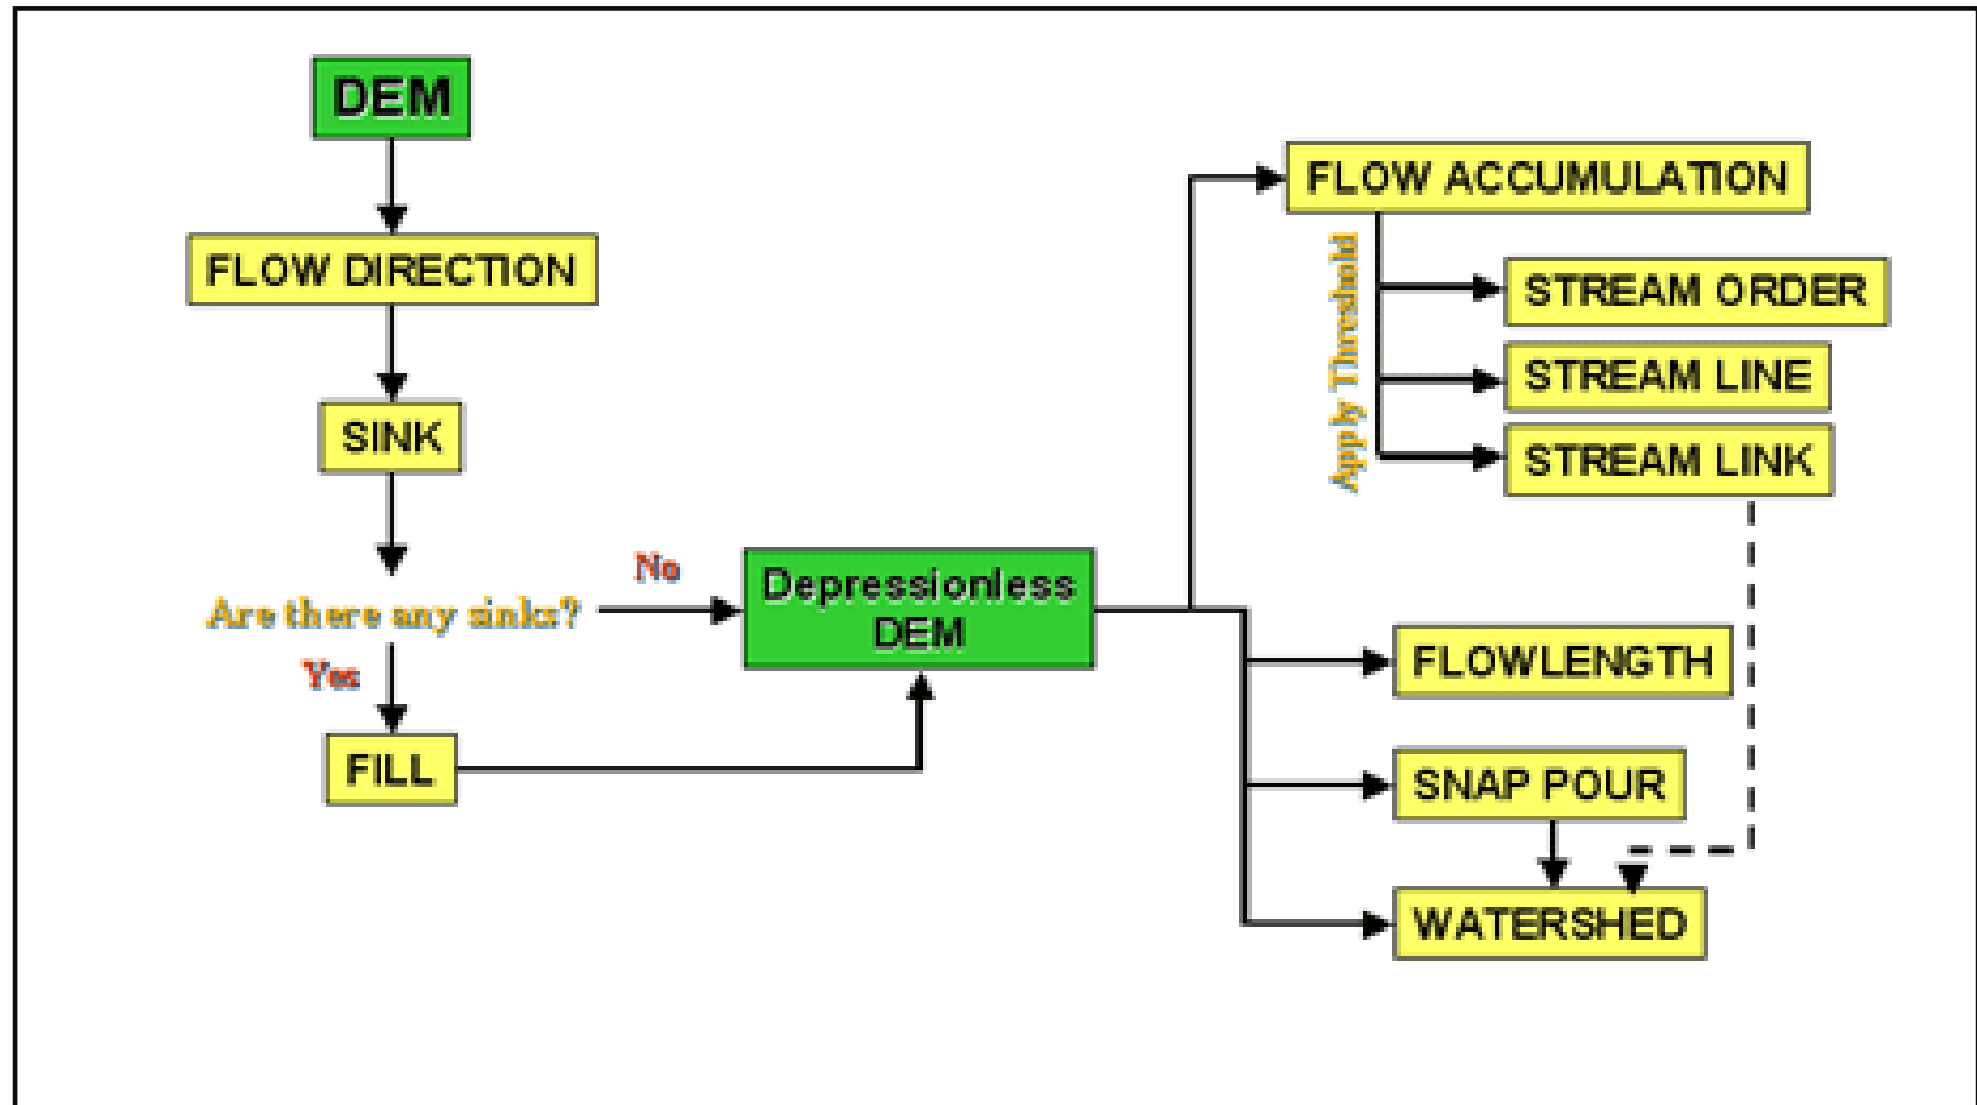 DEM
FLOW DIRECTION
SINK
Are there any sinks?
No
Yes
FILL
Depressionless
DEM
FLOW ACCUMULATION
Apply Threshold
STREAM ORDER
STREAM LINE
STREAM LINK
FLOWLENGTH
SNAP POUR
WATERSHED